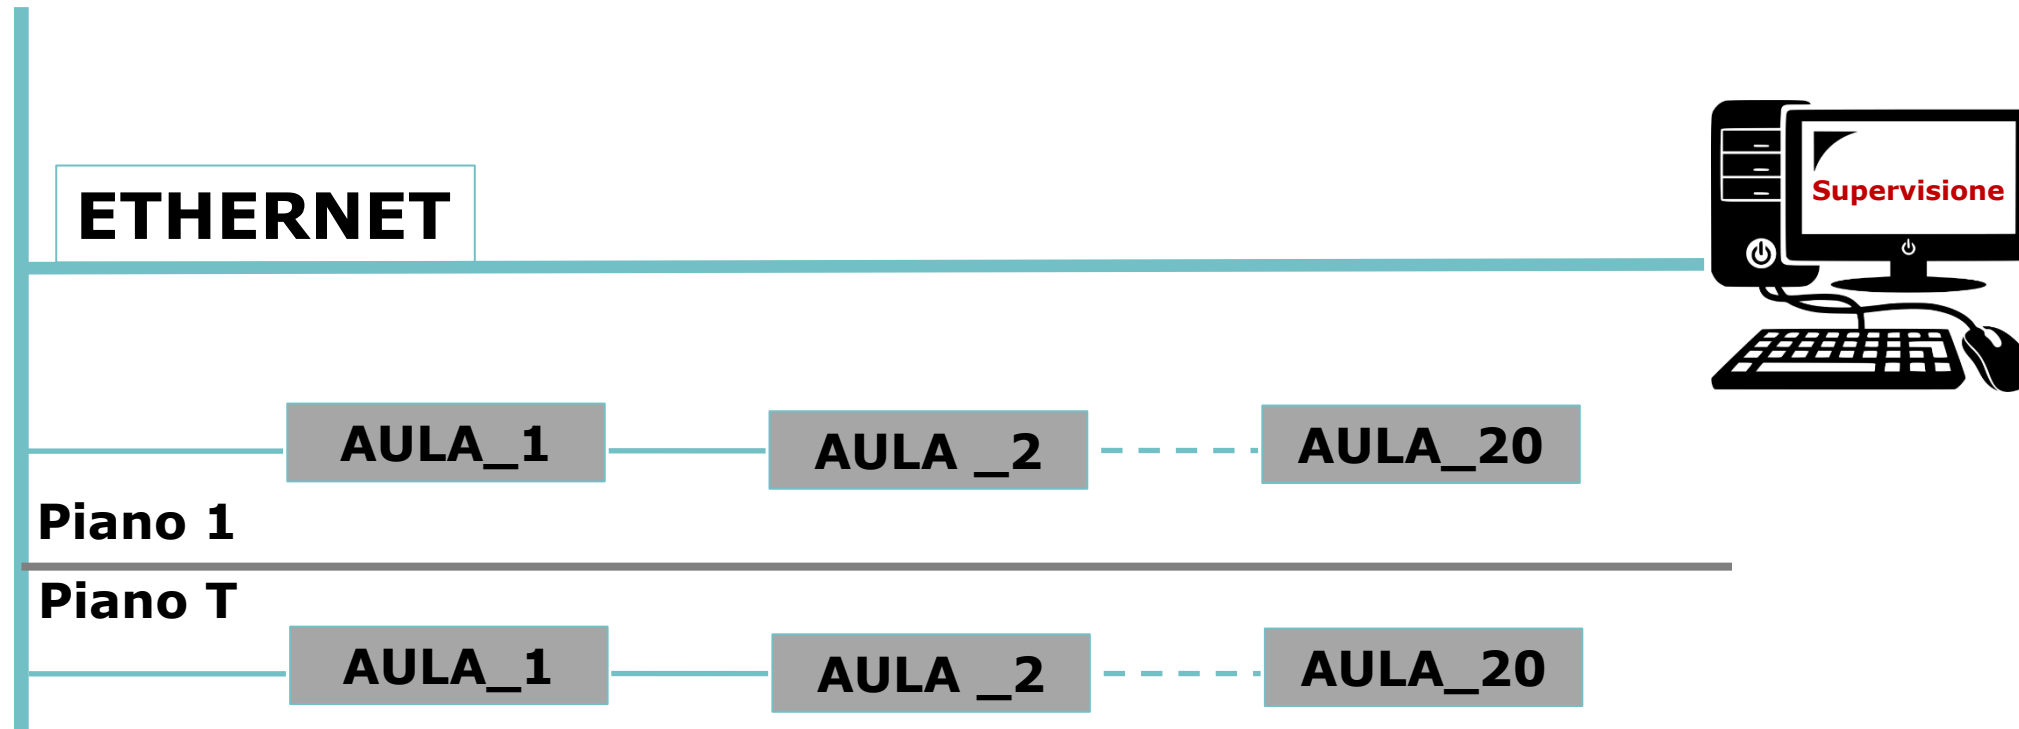 ETHERNET
Supervisione
AULA_1
AULA _2
AULA_20
Piano 1
Piano T
AULA_1
AULA _2
AULA_20